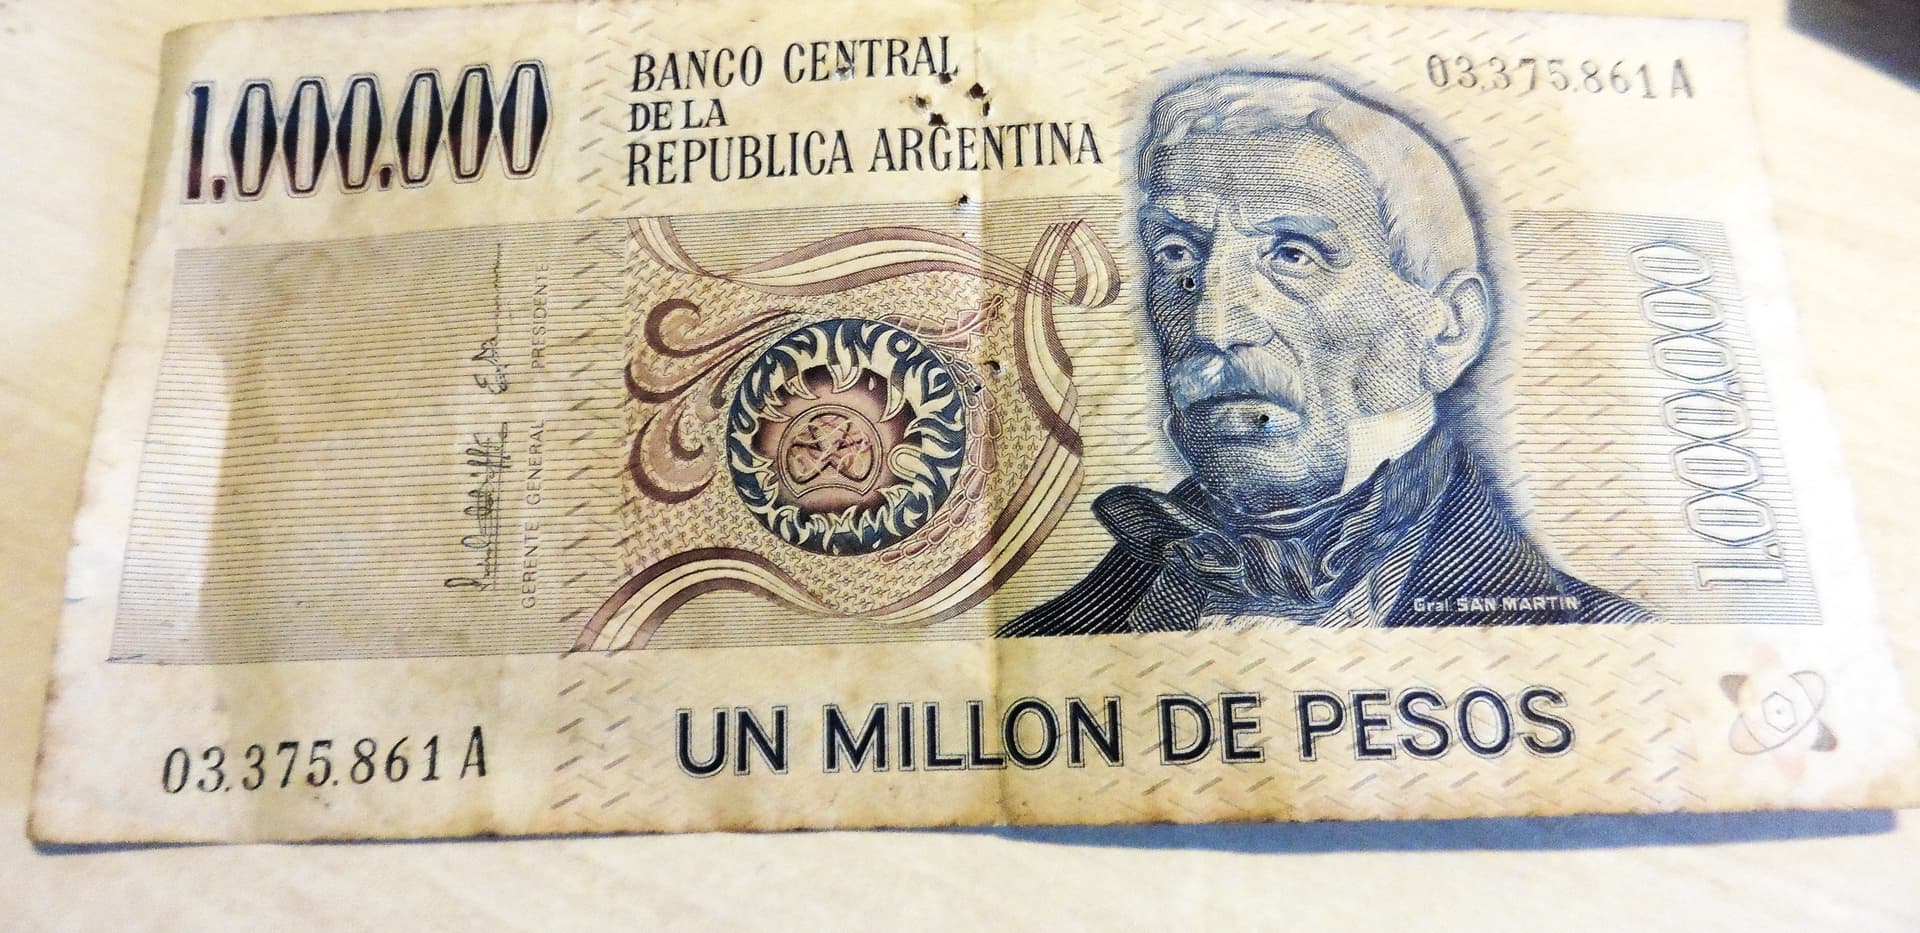 1.000.000
BANCO CENTRAL
DE LA
REPUBLICA ARGENTINA
03.375.861 A
PRESIDENTE
GERENTE GENERAL
1.000.000
Gral. SAN MARTIN
UN MILLON DE PESOS
03.375.861 A